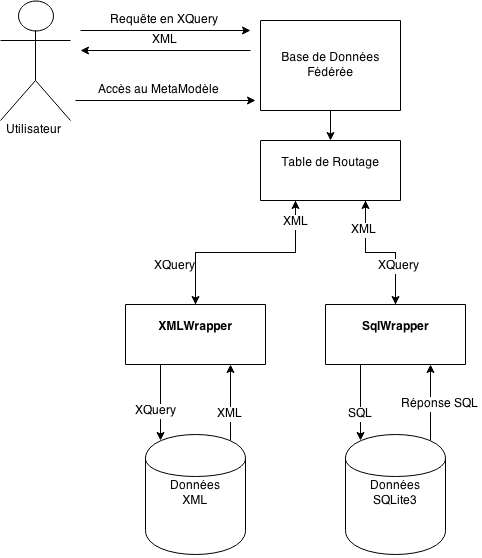 Requête en XQuery
XML
Base de Données
Fédérée
Accès au MetaModèle
Utilisateur
Table de Routage
XML
XML
XQuery
XQuery
XMLWrapper
SqlWrapper
XQuery
XML
SQL
Réponse SQL
Données
XML
Données
SQLite3